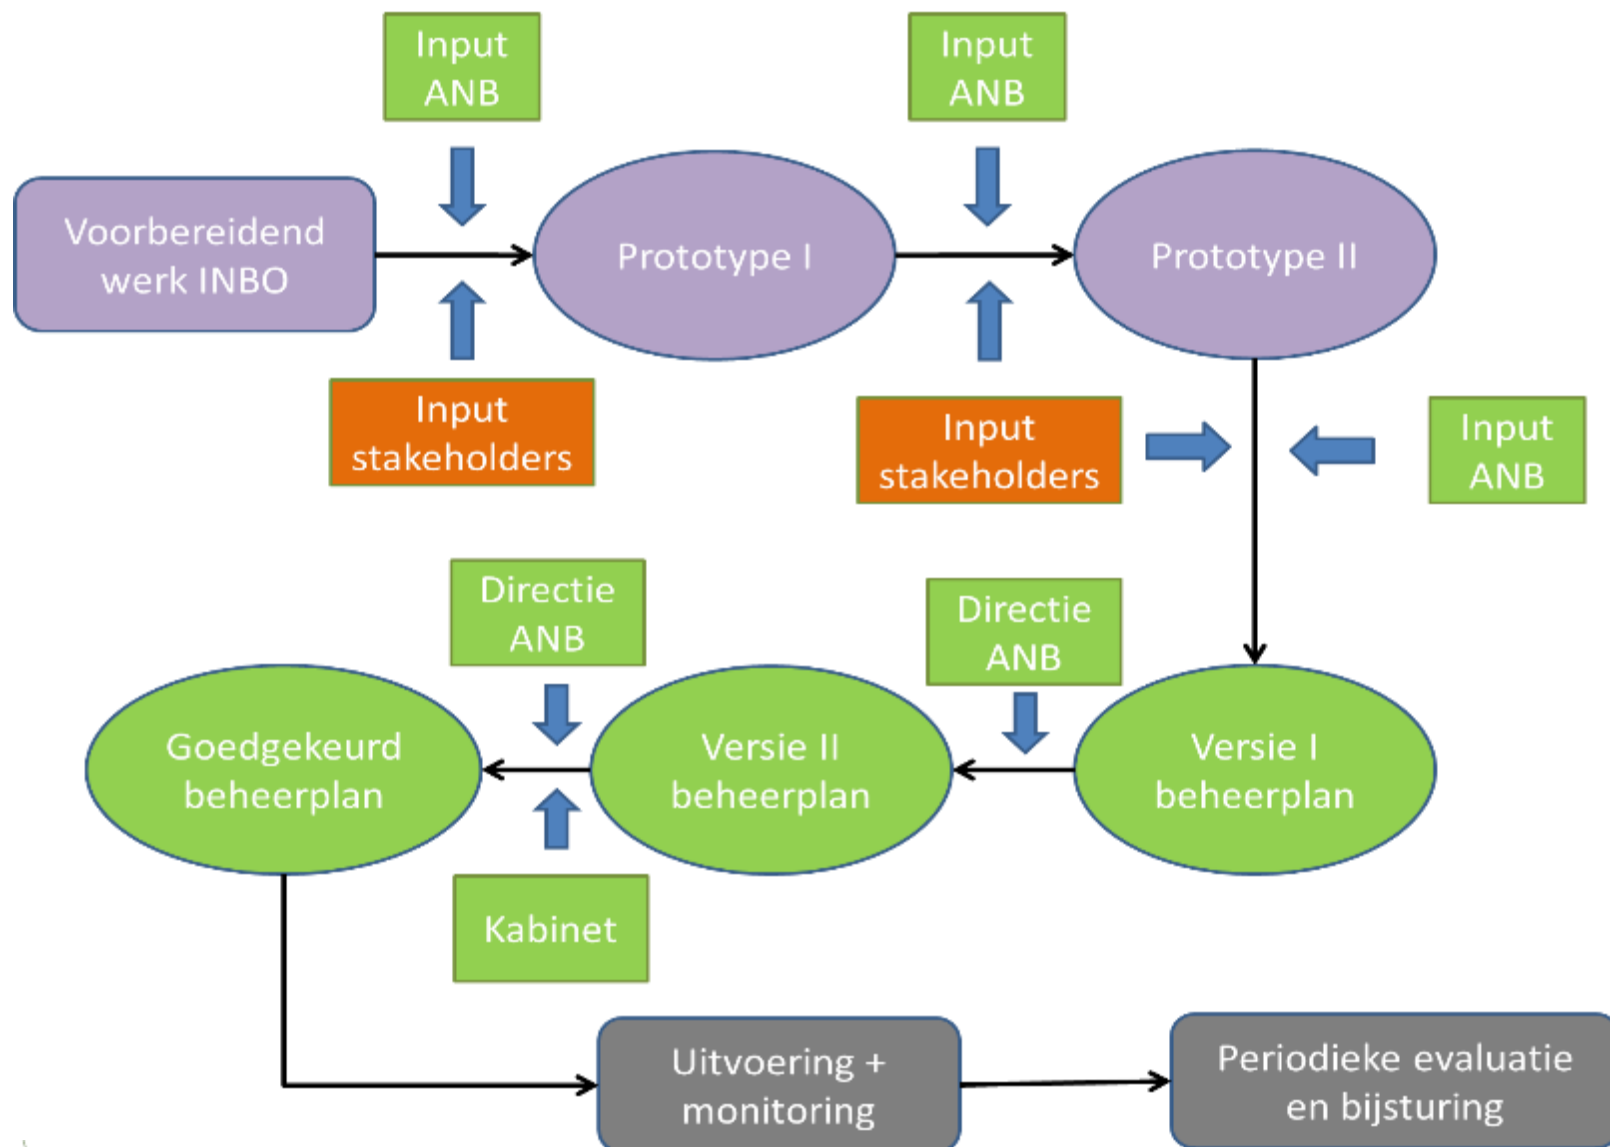 Input
ANB
Input
ANB
Voorbereidend
werk INBO
Prototype I
Prototype II
Input
stakeholders
Input
stakeholders
Input
ANB
Directie
ANB
Directie
ANB
Goedgekeurd
beheerplan
Versie II
beheerplan
Versie I
beheerplan
Kabinet
Uitvoering +
monitoring
Periodieke evaluatie
en bijsturing